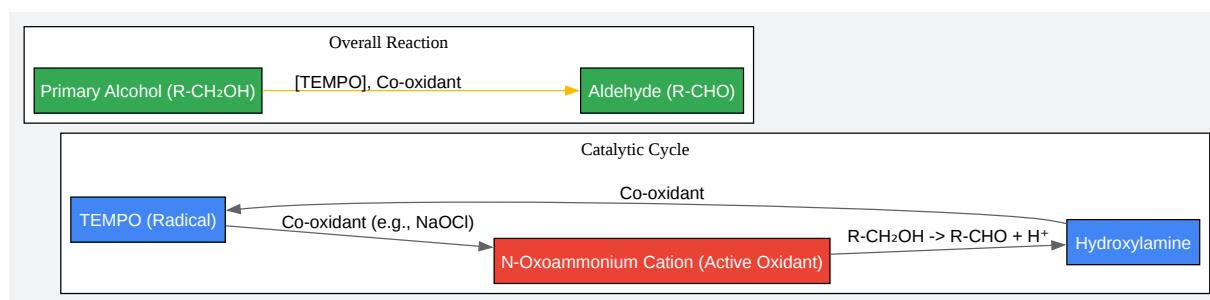 Overall Reaction
Primary Alcohol (R-CH₂OH)
[TEMPO], Co-oxidant
Aldehyde (R-CHO)
Catalytic Cycle
Co-oxidant
TEMPO (Radical)
Co-oxidant (e.g., NaOCl)
N-Oxoammonium Cation (Active Oxidant)
R-CH₂OH -> R-CHO + H⁺
Hydroxylamine